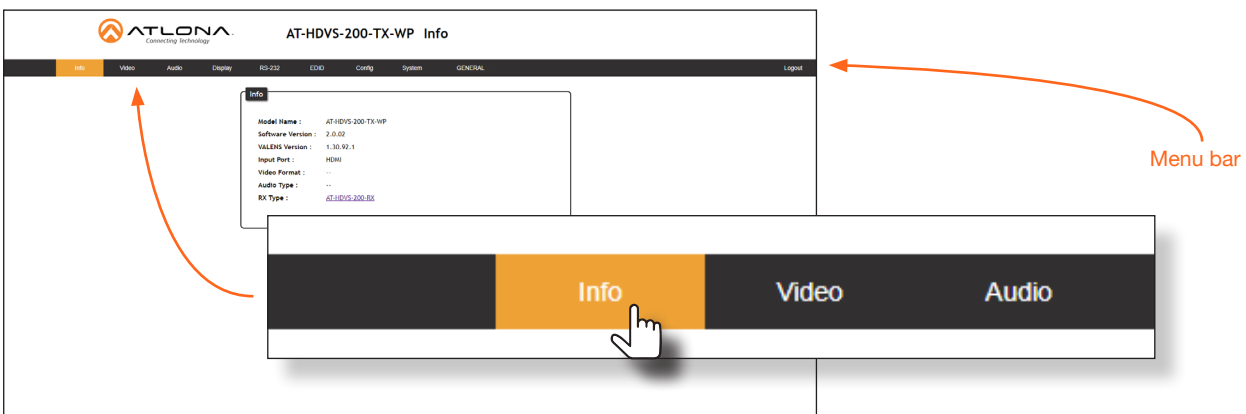 ATLONA.
Connecting Technology
AT-HDVS-200-TX-WP Info
Info Video Audio Display RS-232 EDID Config System GENERAL Logout
Info
Model Name : AT-HDVS-200-TX-WP
Software Version : 2.0.02
VALENS Version : 1.30.92.1
Input Port : HDMI
Video Format : --
Audio Type : --
RX Type : AT-HDVS-200-RX
Menu bar
Info Video Audio